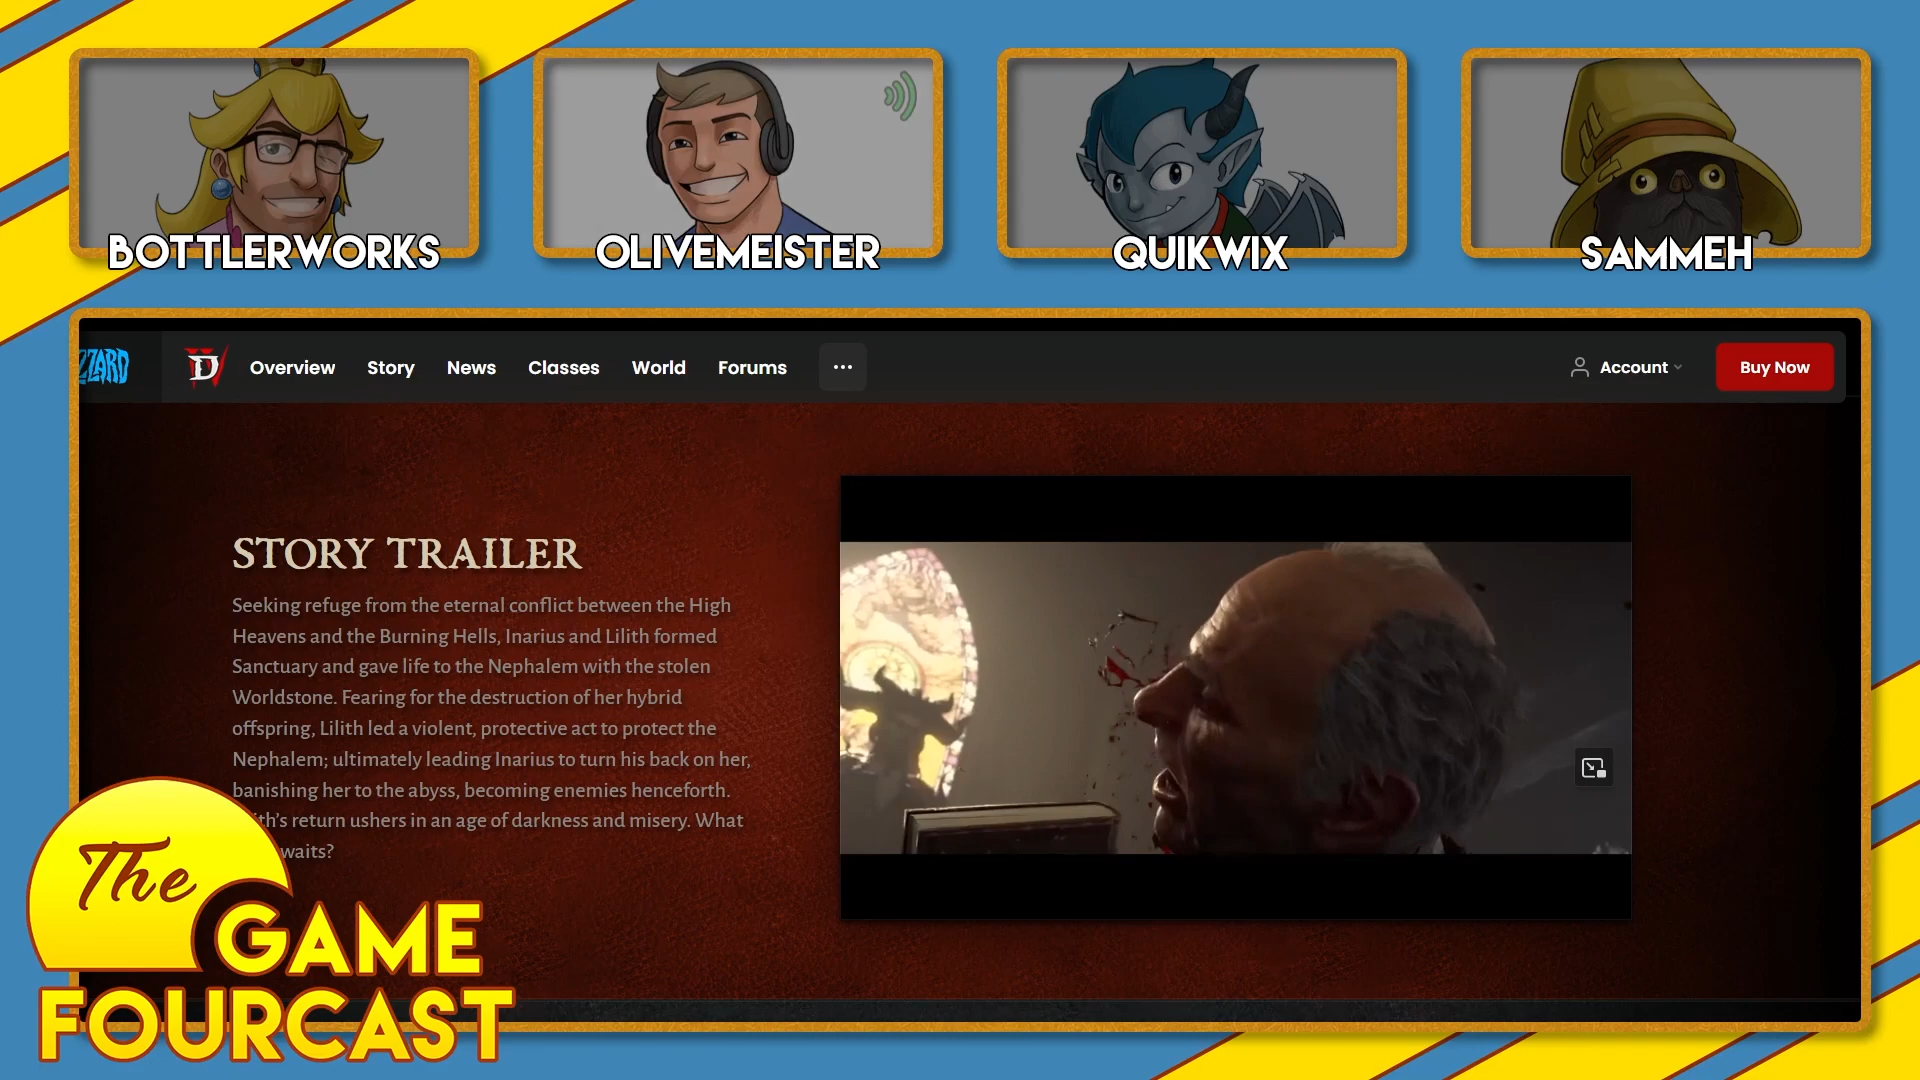 BOTTLERWORKS
OLIVEMEISTER
QUIKWIX
SAMMEH
Overview Story News Classes World Forums ... Account Buy Now
STORY TRAILER
Seeking refuge from the eternal conflict between the High
Heavens and the Burning Hells, Inarius and Lilith formed
Sanctuary and gave life to the Nephalem with the stolen
Worldstone. Fearing for the destruction of her hybrid
offspring, Lilith led a violent, protective act to protect the
Nephalem; ultimately leading Inarius to turn his back on her,
banishing her to the abyss, becoming enemies henceforth.
return ushers in an age of darkness and misery. What
The
GAME
FOURCAST